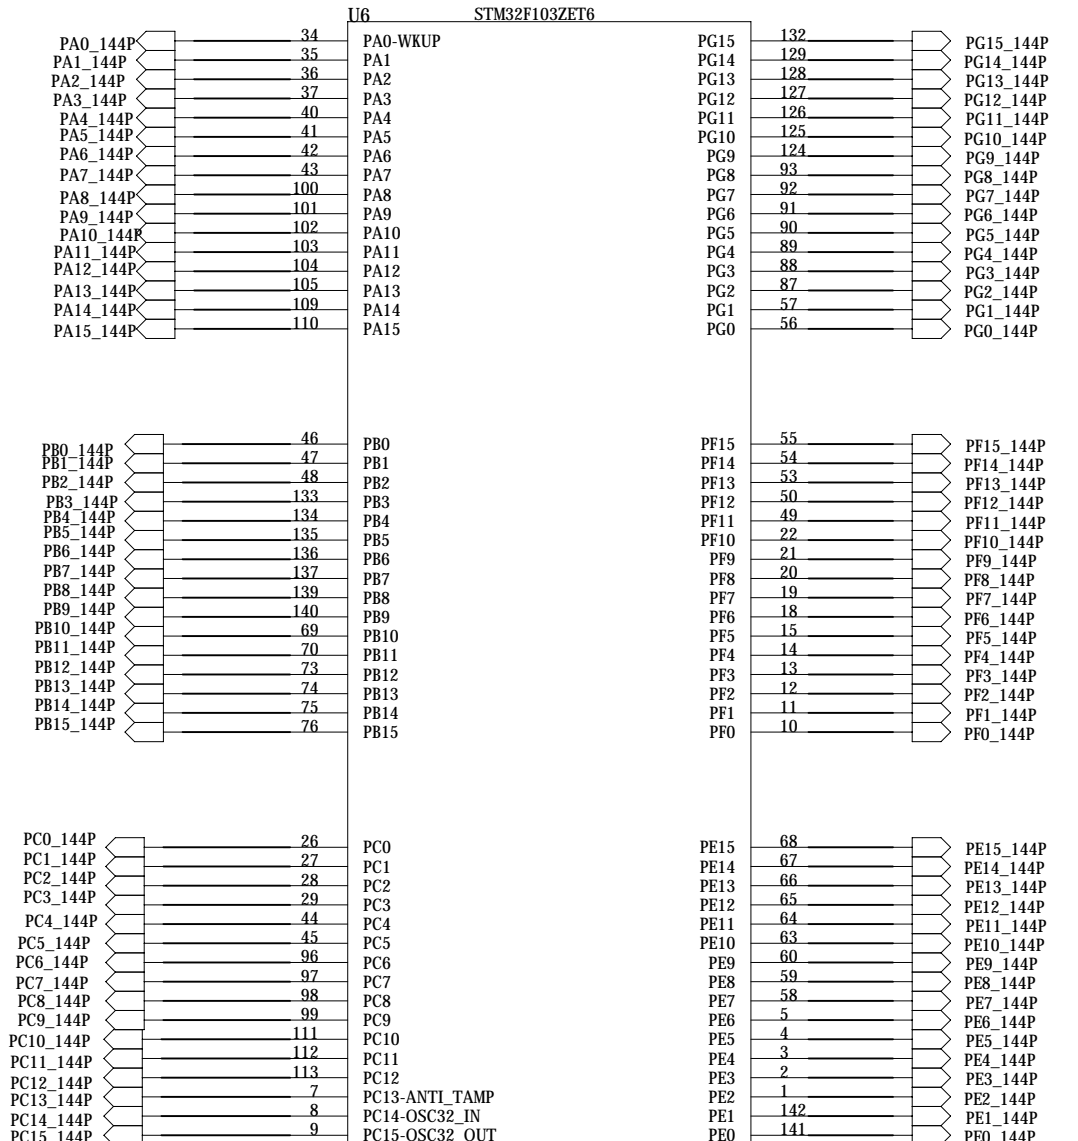 U6 STM32F103ZET6
PA0_144P 34 PA0-WKUP PG15 132 PG15_144P
PA1_144P 35 PA1 PG14 129 PG14_144P
PA2_144P 36 PA2 PG13 128 PG13_144P
PA3_144P 37 PA3 PG12 127 PG12_144P
PA4_144P 40 PA4 PG11 126 PG11_144P
PA5_144P 41 PA5 PG10 125 PG10_144P
PA6_144P 42 PA6 PG9 124 PG9_144P
PA7_144P 43 PA7 PG8 93 PG8_144P
PA8_144P 100 PA8 PG7 92 PG7_144P
PA9_144P 101 PA9 PG6 91 PG6_144P
PA10_144P 102 PA10 PG5 90 PG5_144P
PA11_144P 103 PA11 PG4 89 PG4_144P
PA12_144P 104 PA12 PG3 88 PG3_144P
PA13_144P 105 PA13 PG2 87 PG2_144P
PA14_144P 109 PA14 PG1 57 PG1_144P
PA15_144P 110 PA15 PG0 56 PG0_144P
PB0_144P 46 PB0 PF15 55 PF15_144P
PB1_144P 47 PB1 PF14 54 PF14_144P
PB2_144P 48 PB2 PF13 53 PF13_144P
PB3_144P 133 PB3 PF12 50 PF12_144P
PB4_144P 134 PB4 PF11 49 PF11_144P
PB5_144P 135 PB5 PF10 22 PF10_144P
PB6_144P 136 PB6 PF9 21 PF9_144P
PB7_144P 137 PB7 PF8 20 PF8_144P
PB8_144P 139 PB8 PF7 19 PF7_144P
PB9_144P 140 PB9 PF6 18 PF6_144P
PB10_144P 69 PB10 PF5 15 PF5_144P
PB11_144P 70 PB11 PF4 14 PF4_144P
PB12_144P 73 PB12 PF3 13 PF3_144P
PB13_144P 74 PB13 PF2 12 PF2_144P
PB14_144P 75 PB14 PF1 11 PF1_144P
PB15_144P 76 PB15 PF0 10 PF0_144P
PC0_144P 26 PC0 PE15 68 PE15_144P
PC1_144P 27 PC1 PE14 67 PE14_144P
PC2_144P 28 PC2 PE13 66 PE13_144P
PC3_144P 29 PC3 PE12 65 PE12_144P
PC4_144P 44 PC4 PE11 64 PE11_144P
PC5_144P 45 PC5 PE10 63 PE10_144P
PC6_144P 96 PC6 PE9 60 PE9_144P
PC7_144P 97 PC7 PE8 59 PE8_144P
PC8_144P 98 PC8 PE7 58 PE7_144P
PC9_144P 99 PC9 PE6 5 PE6_144P
PC10_144P 111 PC10 PE5 4 PE5_144P
PC11_144P 112 PC11 PE4 3 PE4_144P
PC12_144P 113 PC12 PE3 2 PE3_144P
PC13_144P 7 PC13-ANTI_TAMP PE2 1 PE2_144P
PC14_144P 8 PC14-OSC32_IN PE1 142 PE1_144P
PC15_144P 9 PC15-OSC32_OUT PE0 141 PE0_144P